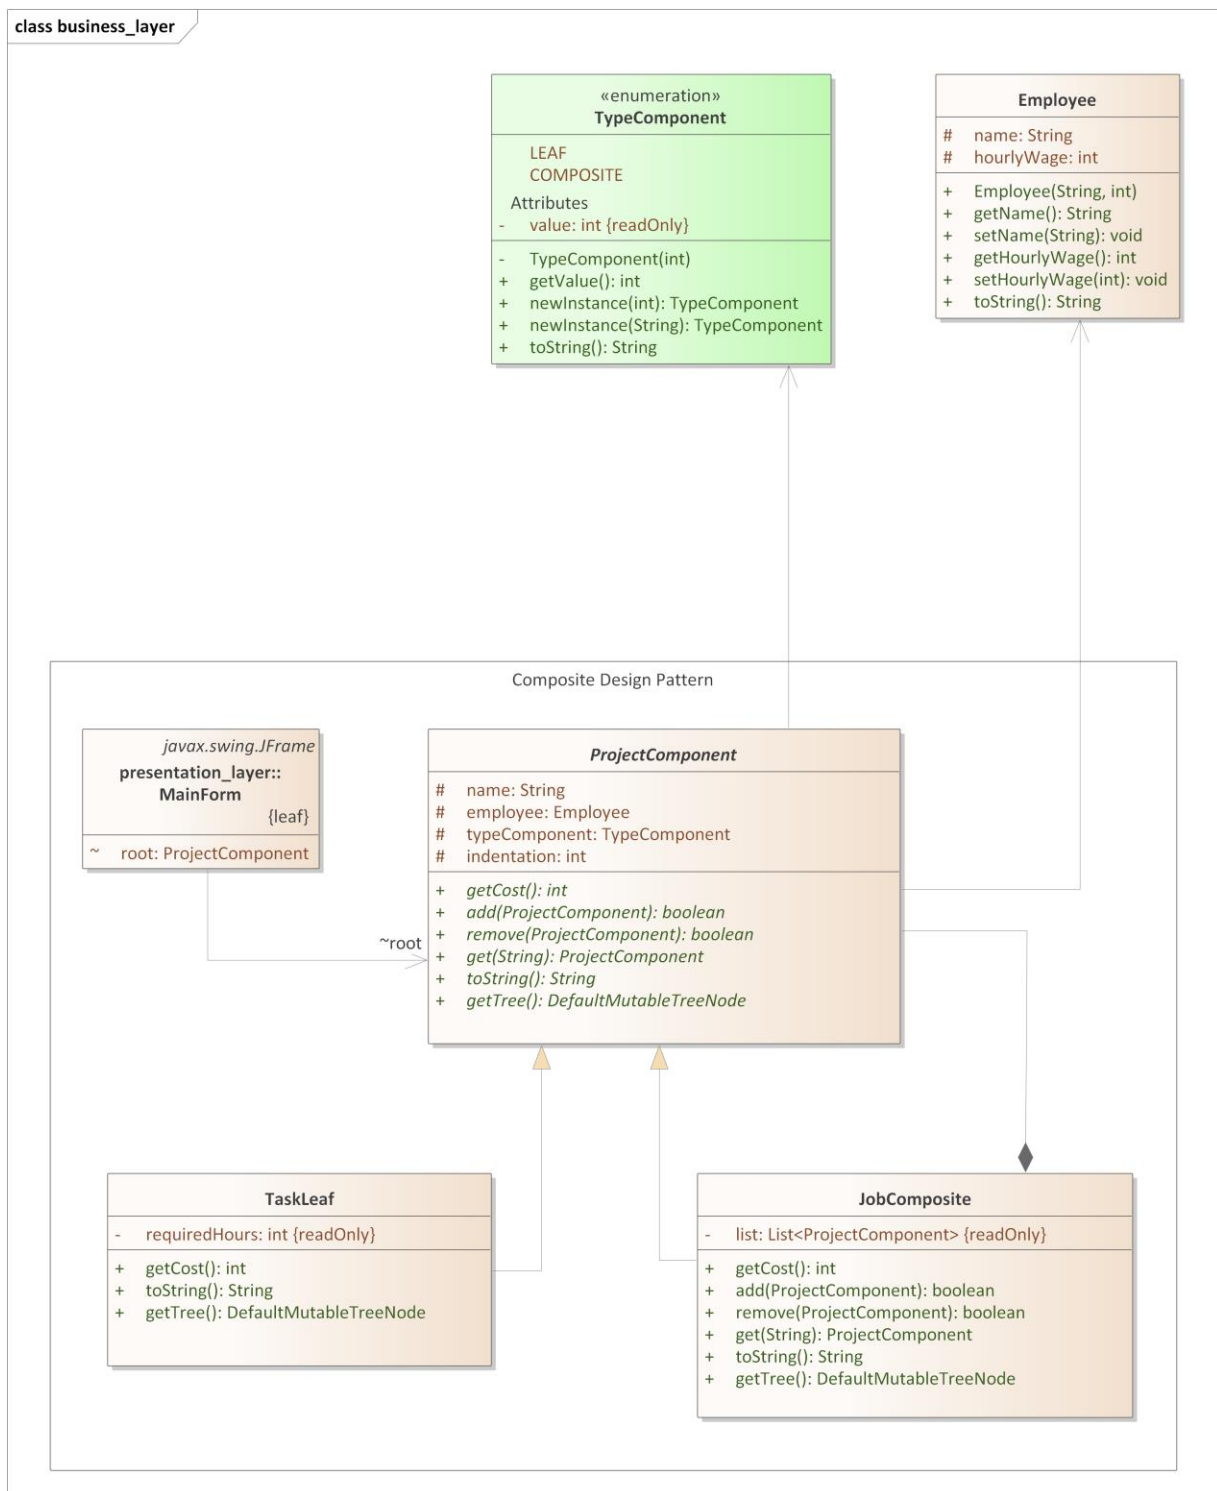 class business_layer
«enumeration»
TypeComponent
LEAF
COMPOSITE
Attributes
- value: int {readOnly}
- TypeComponent(int)
+ getValue(): int
+ newInstance(int): TypeComponent
+ newInstance(String): TypeComponent
+ toString(): String
Employee
# name: String
# hourlyWage: int
+ Employee(String, int)
+ getName(): String
+ setName(String): void
+ getHourlyWage(): int
+ setHourlyWage(int): void
+ toString(): String
Composite Design Pattern
javax.swing.JFrame
presentation_layer::
MainForm
{leaf}
~ root: ProjectComponent
~root
ProjectComponent
# name: String
# employee: Employee
# typeComponent: TypeComponent
# indentation: int
+ getCost(): int
+ add(ProjectComponent): boolean
+ remove(ProjectComponent): boolean
+ get(String): ProjectComponent
+ toString(): String
+ getTree(): DefaultMutableTreeNode
TaskLeaf
- requiredHours: int {readOnly}
+ getCost(): int
+ toString(): String
+ getTree(): DefaultMutableTreeNode
JobComposite
- list: List<ProjectComponent> {readOnly}
+ getCost(): int
+ add(ProjectComponent): boolean
+ remove(ProjectComponent): boolean
+ get(String): ProjectComponent
+ toString(): String
+ getTree(): DefaultMutableTreeNode